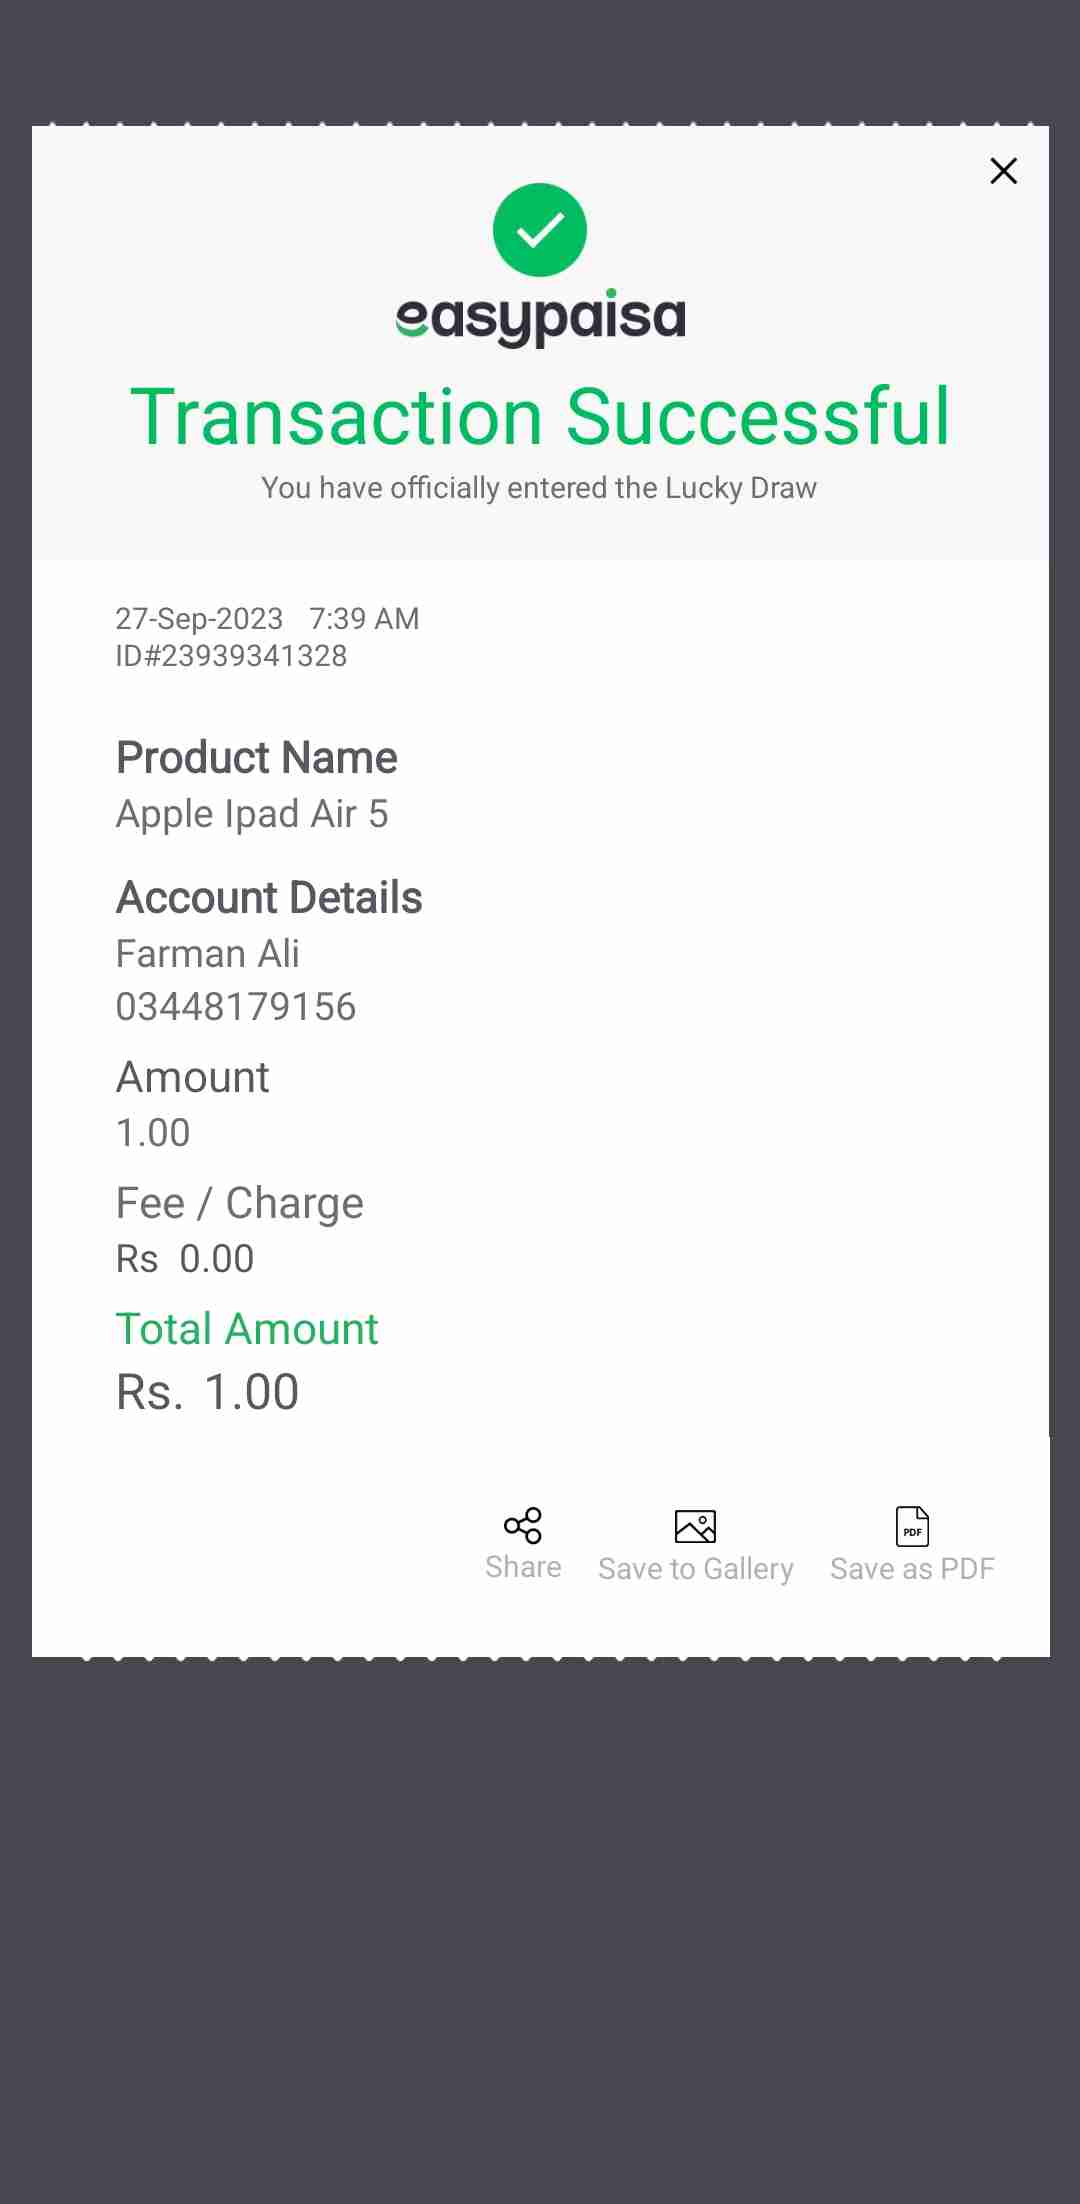 easypaisa
Transaction Successful
You have officially entered the Lucky Draw
27-Sep-2023 7:39 AM
ID#23939341328
Product Name
Apple Ipad Air 5
Account Details
Farman Ali
03448179156
Amount
1.00
Fee / Charge
Rs 0.00
Total Amount
Rs. 1.00
PDF
Share Save to Gallery Save as PDF